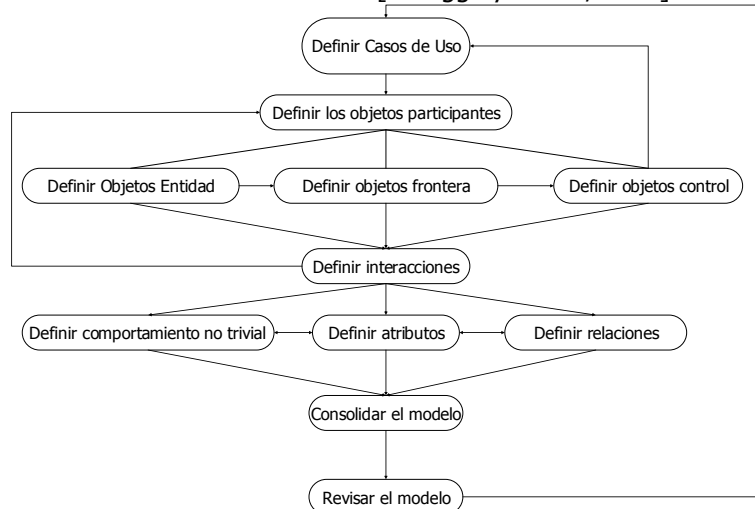 Definir Casos de Uso
Definir los objetos participantes
Definir Objetos Entidad
Definir objetos frontera
Definir objetos control
Definir interacciones
Definir comportamiento no trivial
Definir atributos
Definir relaciones
Consolidar el modelo
Revisar el modelo